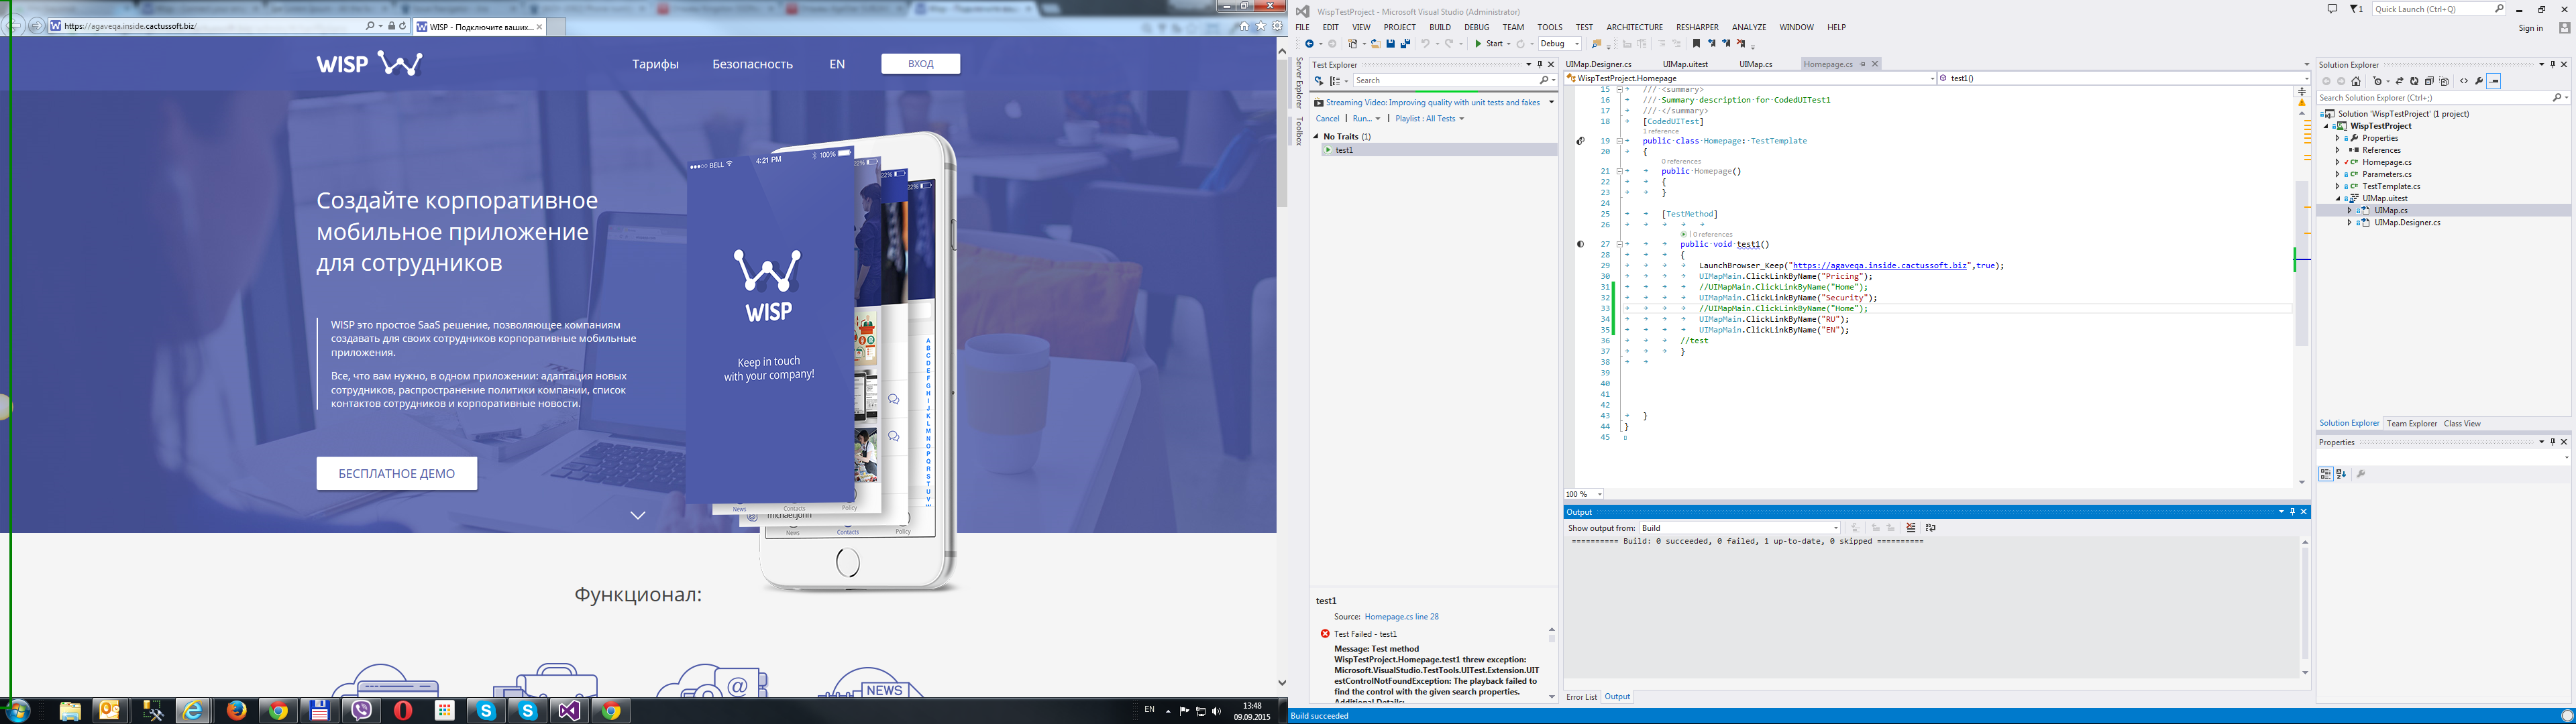 https://agaveqa.inside.cactussoft.biz/
WISP - Подключите ваших...
WISP
Тарифы
Безопасность
EN
ВХОД
Создайте корпоративное
мобильное приложение
для сотрудников
WISP это простое SaaS решение, позволяющее компаниям
создавать для своих сотрудников корпоративные мобильные
приложения.
Все, что вам нужно, в одном приложении: адаптация новых
сотрудников, распространение политики компании, список
контактов сотрудников и корпоративные новости.
БЕСПЛАТНОЕ ДЕМО
BELL
4:21 PM
100%
22%
22%
WISP
Keep in touch
with your company!
A
B
C
D
E
F
G
H
I
J
K
L
M
N
O
P
Q
R
S
T
U
V
W
News
Contacts
Policy
michael.john
News
Contacts
Policy
Функционал:
@
NEWS
EN
13:48
09.09.2015
WispTestProject - Microsoft Visual Studio (Administrator)
1
Quick Launch (Ctrl+Q)
FILE EDIT VIEW PROJECT BUILD DEBUG TEAM TOOLS TEST ARCHITECTURE RESHARPER ANALYZE WINDOW HELP
Sign in
Start
Debug
Server Explorer
Toolbox
Test Explorer
Search
Streaming Video: Improving quality with unit tests and fakes
Cancel | Run... | Playlist : All Tests
No Traits (1)
test1
test1
Source: Homepage.cs line 28
Test Failed - test1
Message: Test method
WispTestProject.Homepage.test1 threw exception:
Microsoft.VisualStudio.TestTools.UITest.Extension.UIT
estControlNotFoundException: The playback failed to
find the control with the given search properties.
Additional Details:
UIMap.Designer.cs UIMap.uitest UIMap.cs Homepage.cs
WispTestProject.Homepage
test1()
15 /// <summary>
16 /// Summary description for CodedUITest1
17 /// </summary>
18 [CodedUITest]
1 reference
19 public class Homepage: TestTemplate
20 {
0 references
21 public Homepage()
22 {
23 }
24
25 [TestMethod]
26
| 0 references
27 public void test1()
28 {
29 LaunchBrowser_Keep("https://agaveqa.inside.cactussoft.biz",true);
30 UIMapMain.ClickLinkByName("Pricing");
31 //UIMapMain.ClickLinkByName("Home");
32 UIMapMain.ClickLinkByName("Security");
33 //UIMapMain.ClickLinkByName("Home");
34 UIMapMain.ClickLinkByName("RU");
35 UIMapMain.ClickLinkByName("EN");
36 //test
37 }
38
39
40
41
42
43 }
44 }
45
100 %
Output
Show output from: Build
========== Build: 0 succeeded, 0 failed, 1 up-to-date, 0 skipped ==========
Error List Output
Solution Explorer
Search Solution Explorer (Ctrl+;)
Solution 'WispTestProject' (1 project)
WispTestProject
Properties
References
Homepage.cs
Parameters.cs
TestTemplate.cs
UIMap.uitest
UIMap.cs
UIMap.Designer.cs
Solution Explorer Team Explorer Class View
Properties
Build succeeded